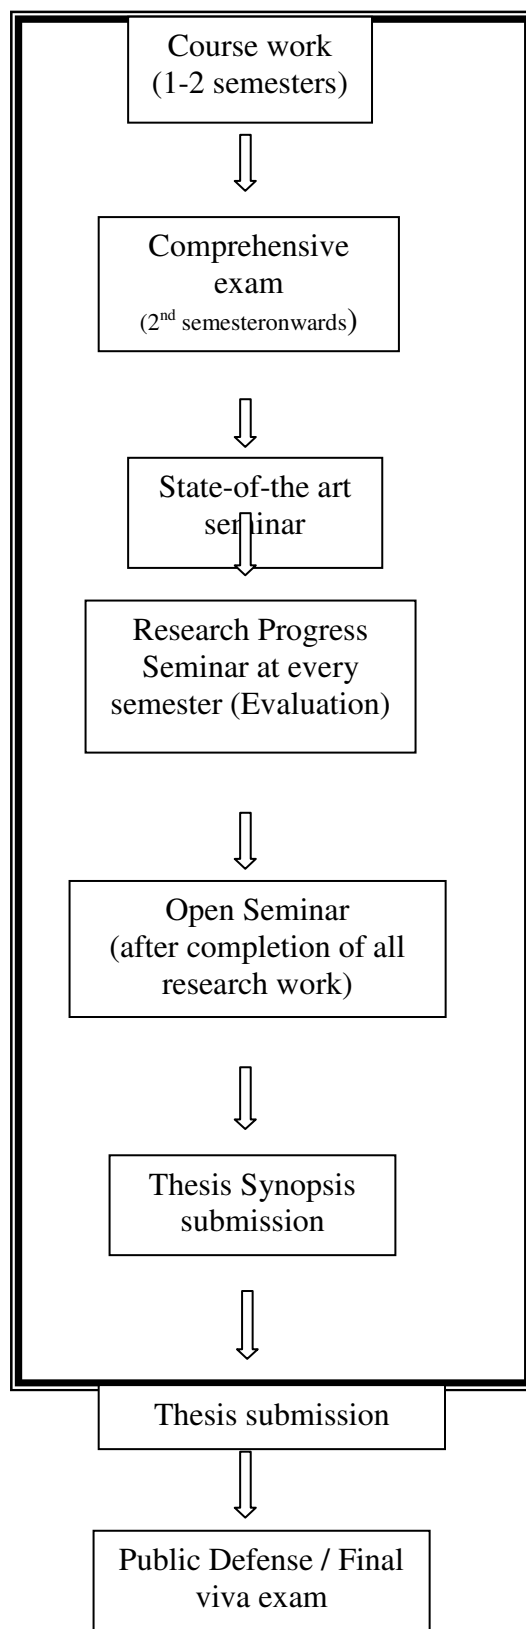 Course work
(1-2 semesters)
Comprehensive
exam
(2nd semesteronwards)
State-of-the art
seminar
Research Progress
Seminar at every
semester (Evaluation)
Open Seminar
(after completion of all
research work)
Thesis Synopsis
submission
Thesis submission
Public Defense / Final
viva exam